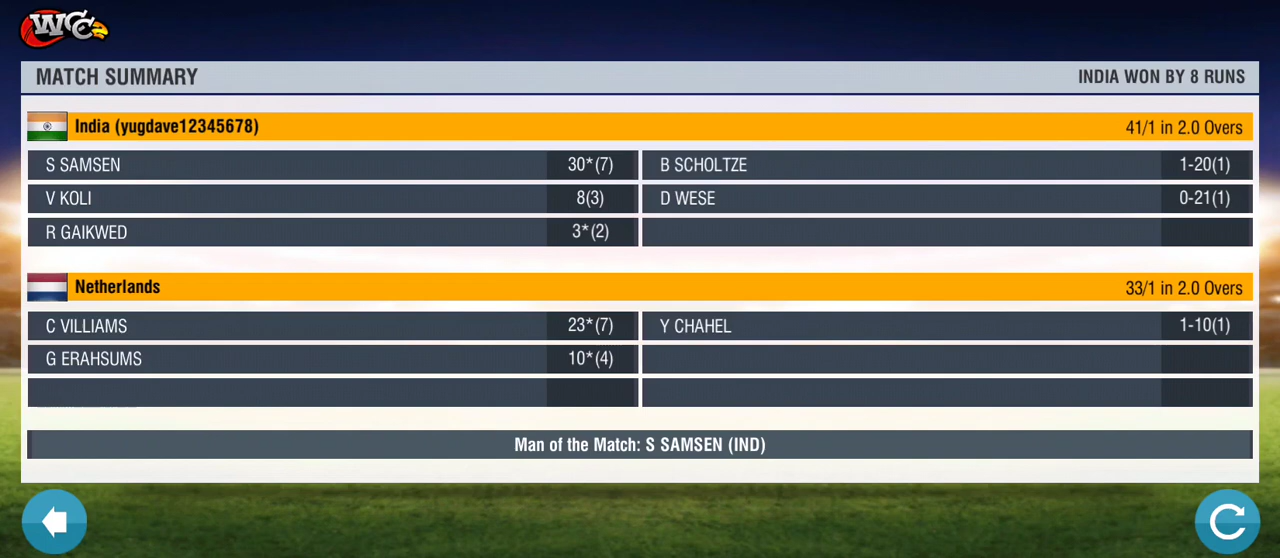 WCC
MATCH SUMMARY INDIA WON BY 8 RUNS
India (yugdave12345678) 41/1 in 2.0 Overs
S SAMSEN 30*(7) B SCHOLTZE 1-20(1)
V KOLI 8(3) D WESE 0-21(1)
R GAIKWED 3*(2)
Netherlands 33/1 in 2.0 Overs
C VILLIAMS 23*(7) Y CHAHEL 1-10(1)
G ERAHSUMS 10*(4)
Man of the Match: S SAMSEN (IND)